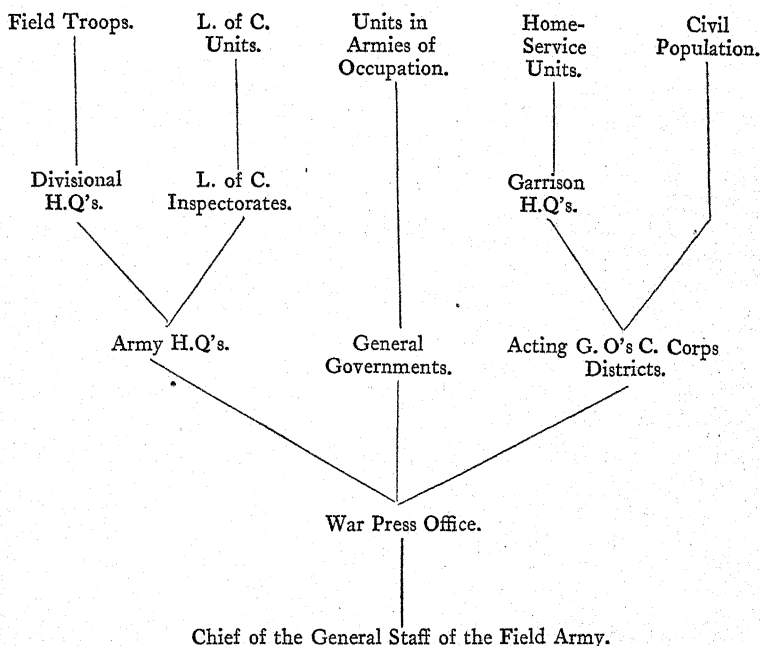 Field Troops.
L. of C.
Units.
Units in
Armies of
Occupation.
Home-
Service
Units.
Civil
Population.
Divisional
H.Q's.
L. of C.
Inspectorates.
Garrison
H.Q's.
Army H.Q's.
General
Governments.
Acting G. O's C. Corps
Districts.
War Press Office.
Chief of the General Staff of the Field Army.